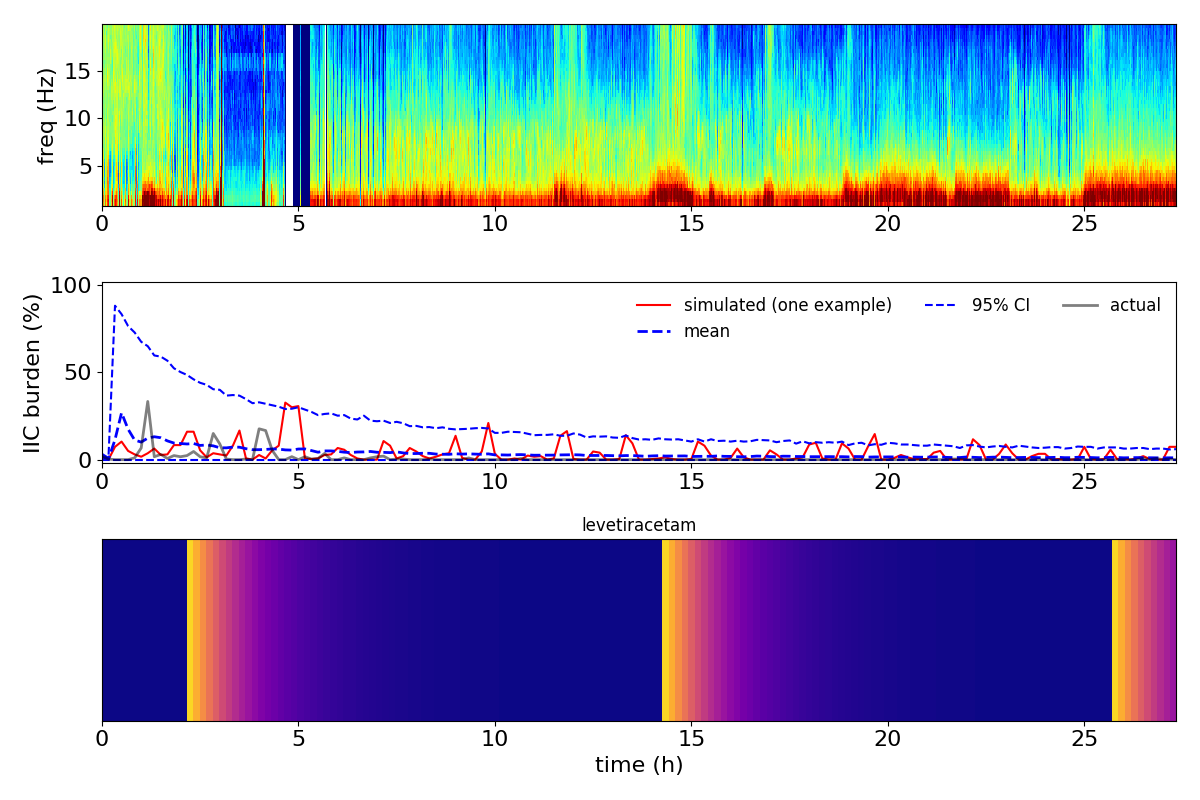 freq (Hz)
15
10
5
0 5 10 15 20 25
IIC burden (%)
100
50
0
simulated (one example)
mean
95% CI
actual
0 5 10 15 20 25
levetiracetam
0 5 10 15 20 25
time (h)